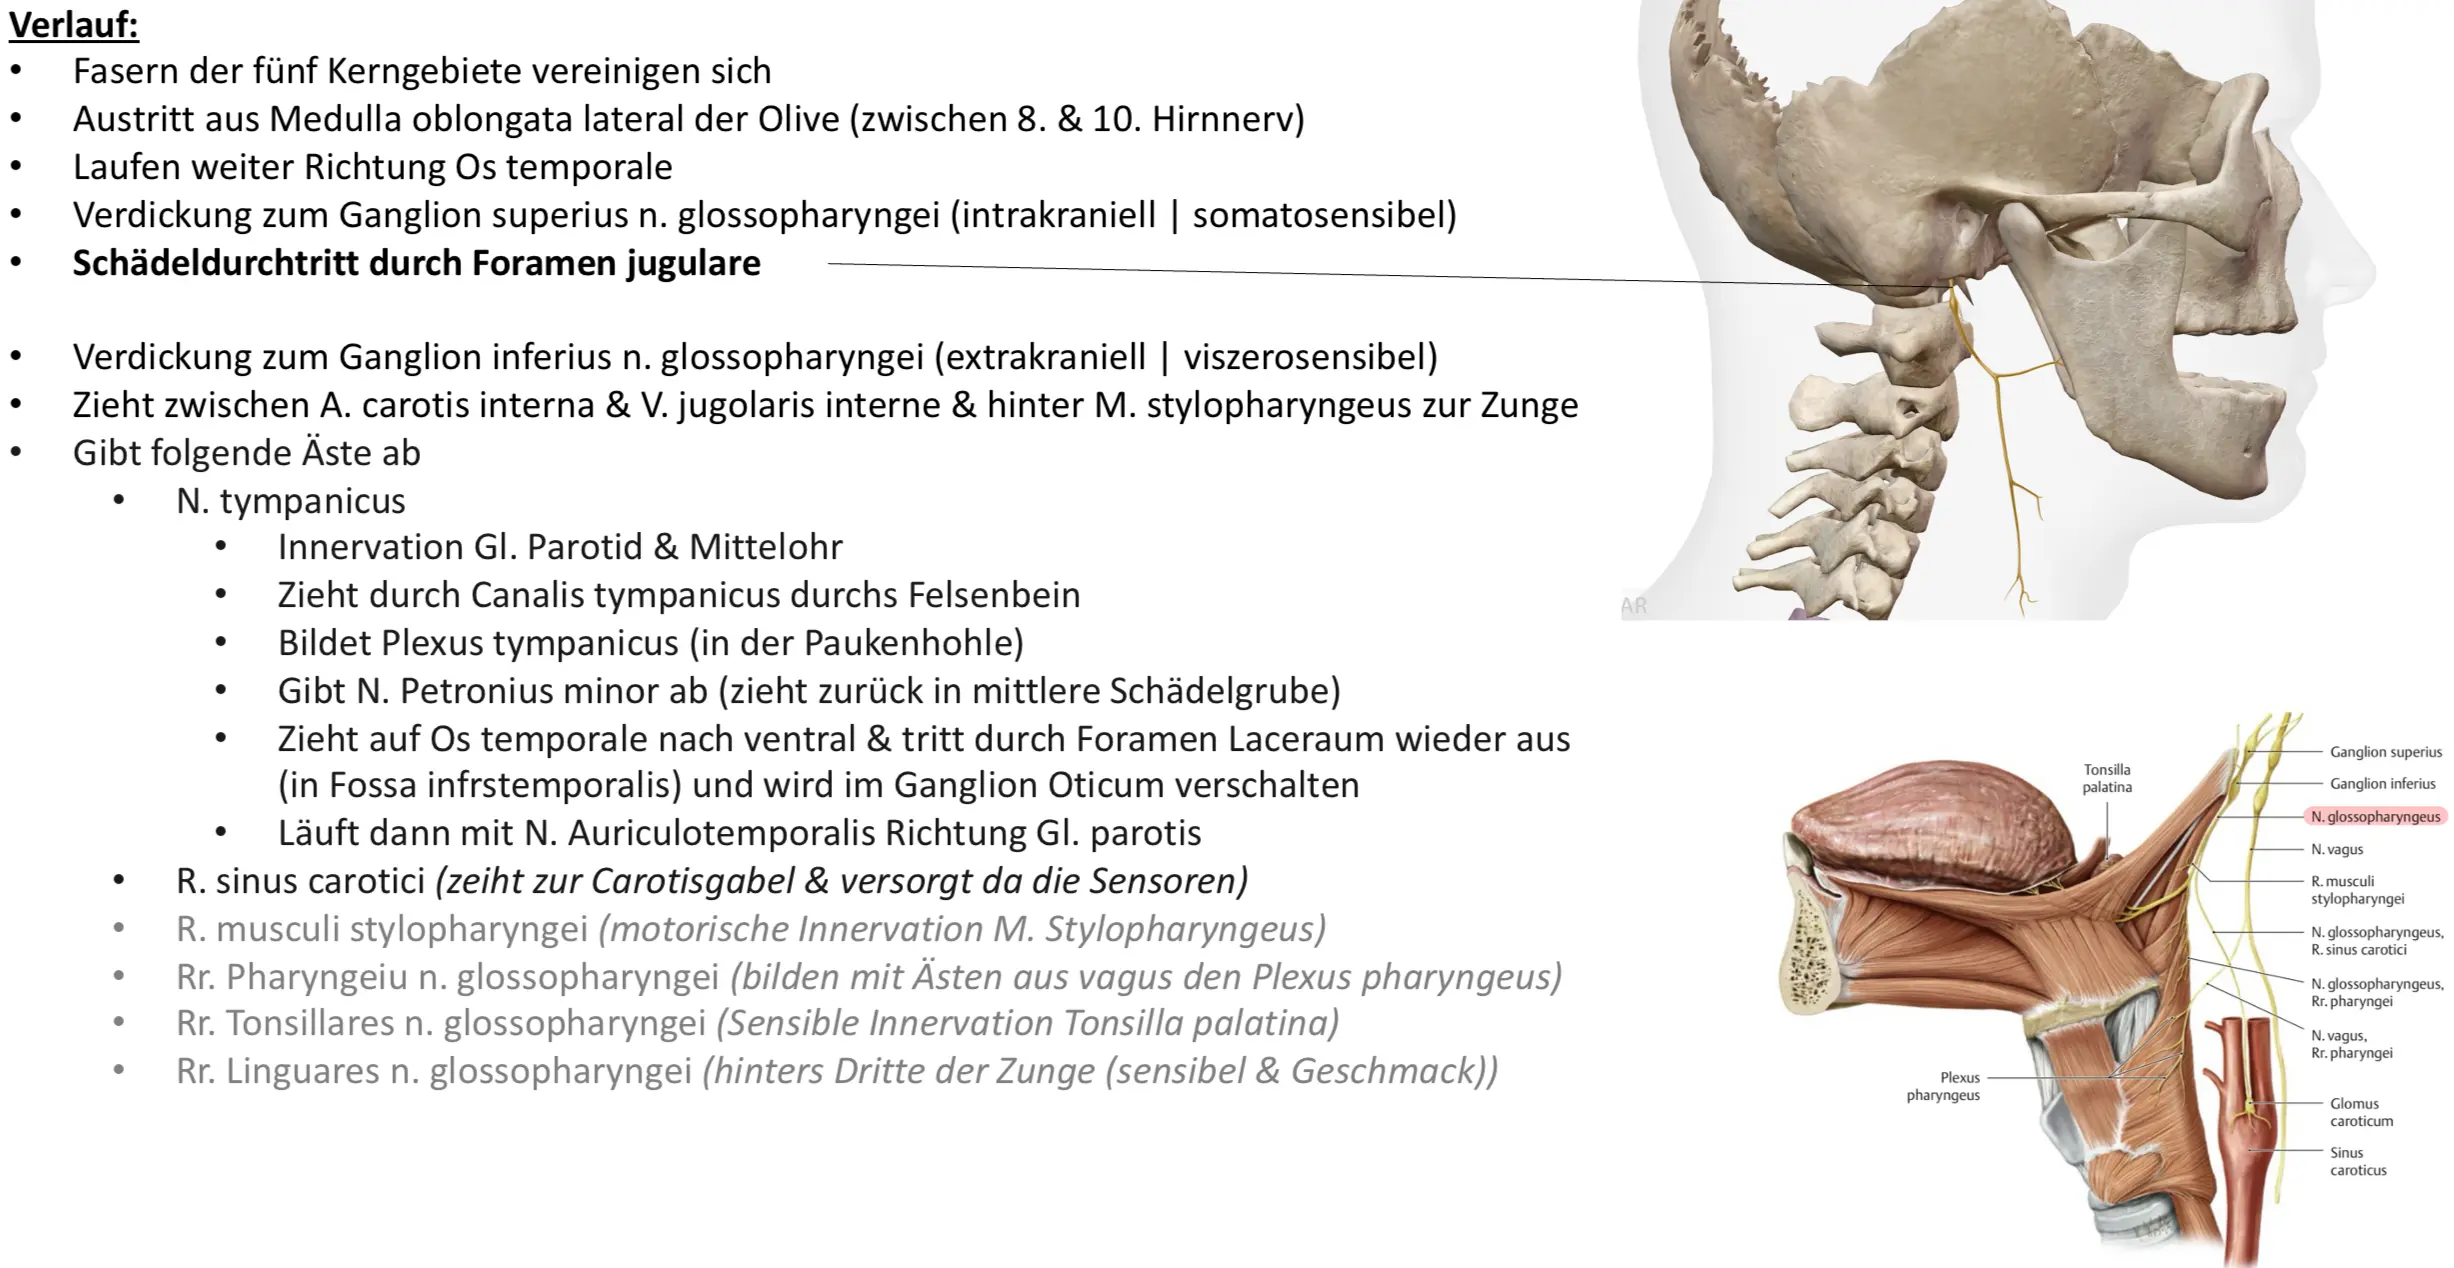 Verlauf:
• Fasern der fünf Kerngebiete vereinigen sich
• Austritt aus Medulla oblongata lateral der Olive (zwischen 8. & 10. Hirnnerv)
• Laufen weiter Richtung Os temporale
• Verdickung zum Ganglion superius n. glossopharyngei (intrakraniell | somatosensibel)
• Schädeldurchtritt durch Foramen jugulare
• Verdickung zum Ganglion inferius n. glossopharyngei (extrakraniell | viszerosensibel)
• Zieht zwischen A. carotis interna & V. jugolaris interne & hinter M. stylopharyngeus zur Zunge
• Gibt folgende Äste ab
• N. tympanicus
• Innervation Gl. Parotid & Mittelohr
• Zieht durch Canalis tympanicus durchs Felsenbein
• Bildet Plexus tympanicus (in der Paukenhohle)
• Gibt N. Petronius minor ab (zieht zurück in mittlere Schädelgrube)
• Zieht auf Os temporale nach ventral & tritt durch Foramen Laceraum wieder aus
(in Fossa infrstemporalis) und wird im Ganglion Oticum verschalten
• Läuft dann mit N. Auriculotemporalis Richtung Gl. parotis
• R. sinus carotici (zeiht zur Carotisgabel & versorgt da die Sensoren)
• R. musculi stylopharyngei (motorische Innervation M. Stylopharyngeus)
• Rr. Pharyngeiu n. glossopharyngei (bilden mit Ästen aus vagus den Plexus pharyngeus)
• Rr. Tonsillares n. glossopharyngei (Sensible Innervation Tonsilla palatina)
• Rr. Linguares n. glossopharyngei (hinters Dritte der Zunge (sensibel & Geschmack))
AR
Tonsilla
palatina
Ganglion superius
Ganglion inferius
N. glossopharyngeus
N. vagus
R. musculi
stylopharyngei
N. glossopharyngeus,
R. sinus carotici
N. glossopharyngeus,
Rr. pharyngei
N. vagus,
Rr. pharyngei
Plexus
pharyngeus
Glomus
caroticum
Sinus
caroticus